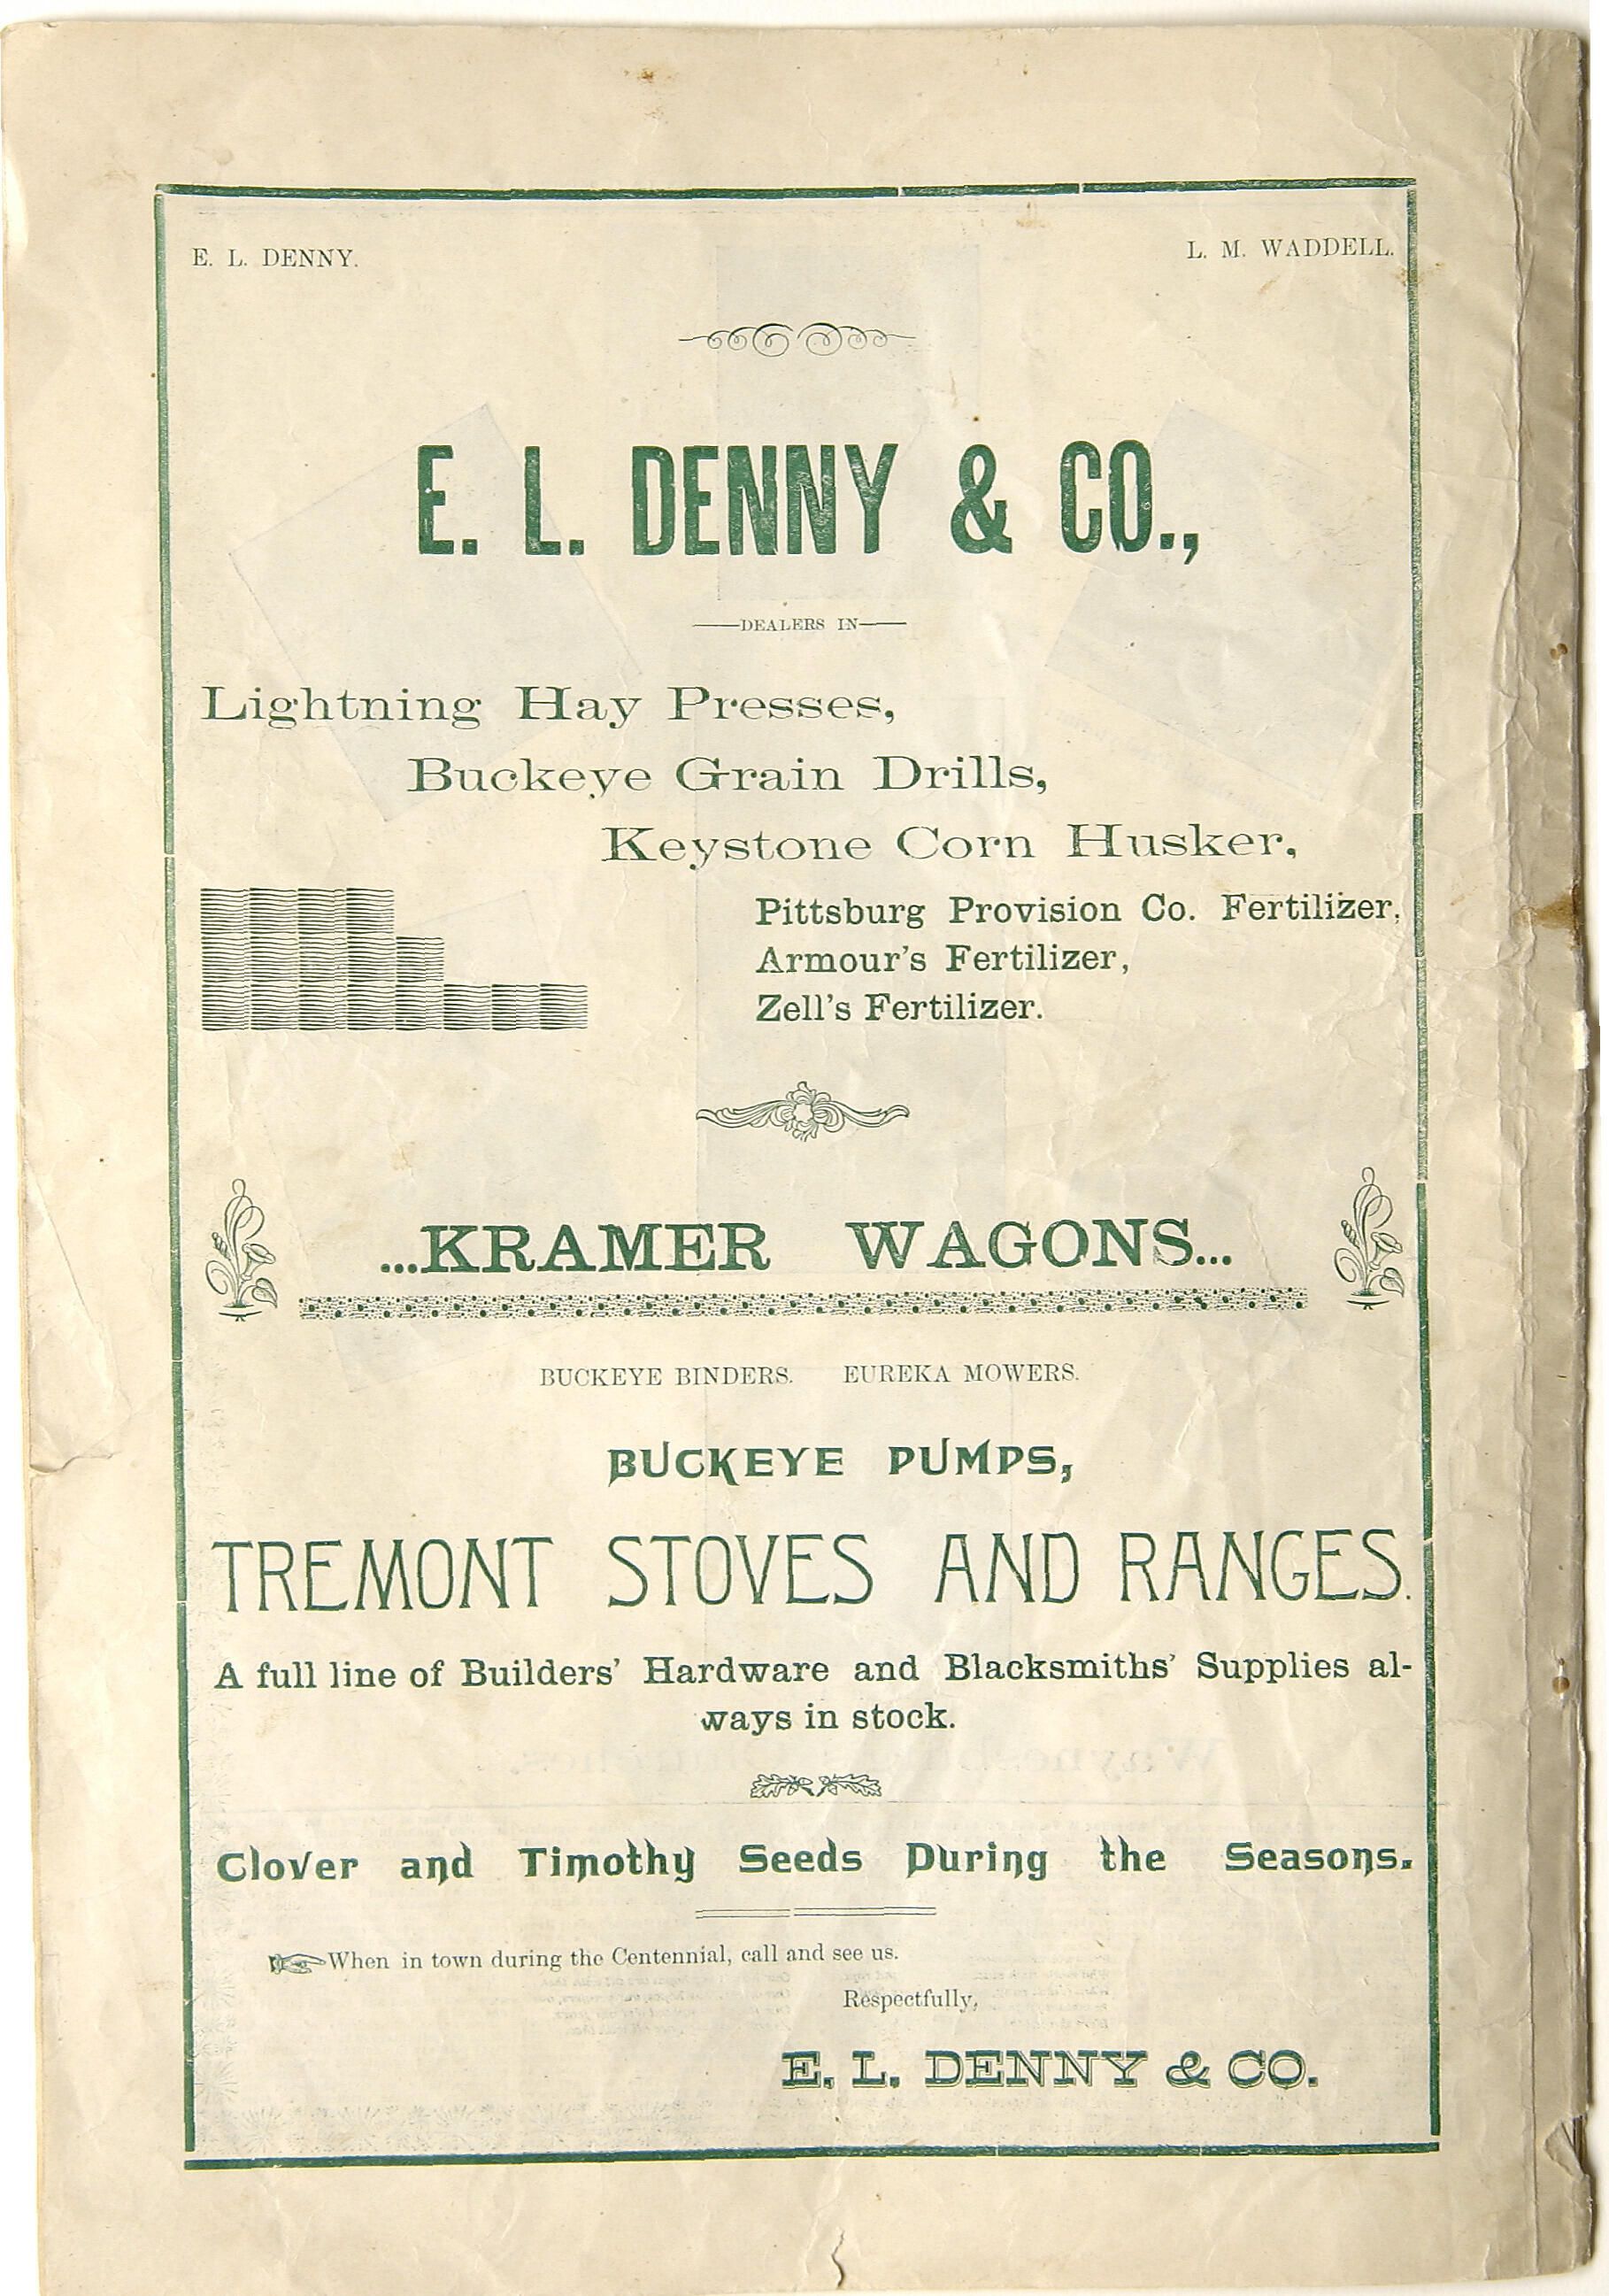 E. L. DENNY. L. M. WADDELL.
E. L. DENNY & CO.,
DEALERS IN
Lightning Hay Presses,
Buckeye Grain Drills,
Keystone Corn Husker,
Pittsburg Provision Co. Fertilizer,
Armour's Fertilizer,
Zell's Fertilizer.
...KRAMER WAGONS...
BUCKEYE BINDERS. EUREKA MOWERS.
BUCKEYE PUMPS,
TREMONT STOVES AND RANGES.
A full line of Builders' Hardware and Blacksmiths' Supplies al-
ways in stock.
Clover and Timothy Seeds During the Seasons.
When in town during the Centennial, call and see us.
Respectfully,
E. L. DENNY & CO.